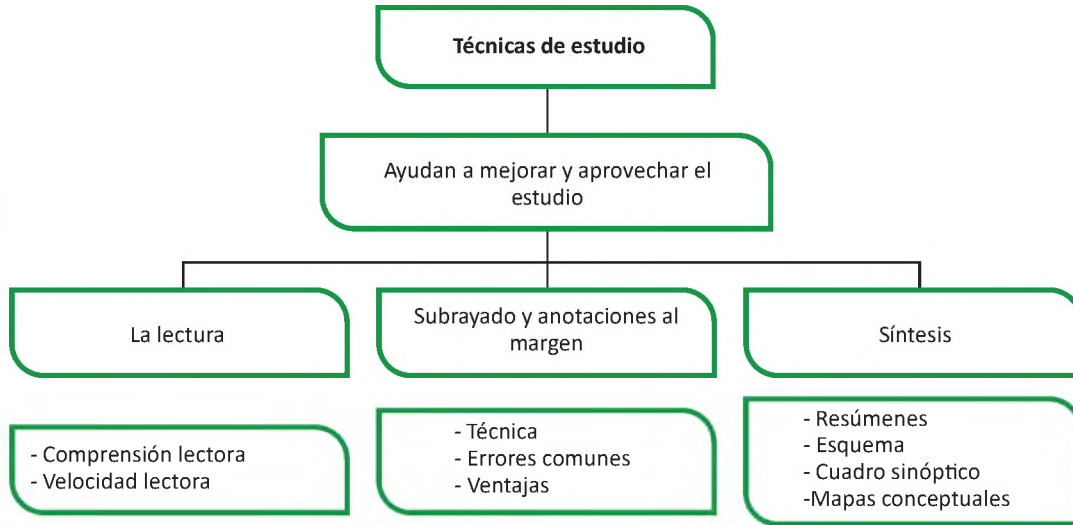 Técnicas de estudio
Ayudan a mejorar y aprovechar el
estudio
La lectura
Subrayado y anotaciones al
margen
Síntesis
- Comprensión lectora
- Velocidad lectora
- Técnica
- Errores comunes
- Ventajas
- Resúmenes
- Esquema
- Cuadro sinóptico
-Mapas conceptuales